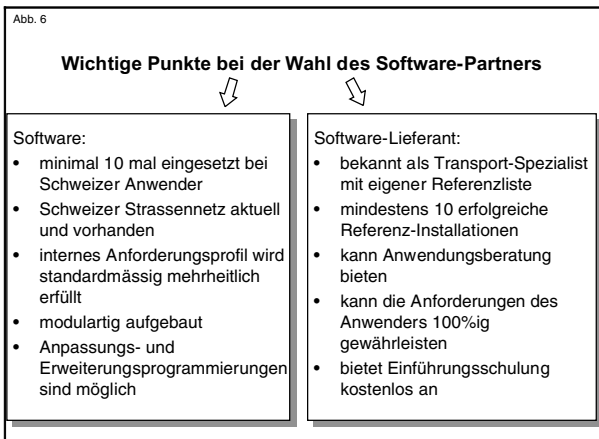 Abb. 6
Wichtige Punkte bei der Wahl des Software-Partners
Software:
• minimal 10 mal eingesetzt bei
Schweizer Anwender
• Schweizer Strassennetz aktuell
und vorhanden
• internes Anforderungsprofil wird
standardmässig mehrheitlich
erfüllt
• modulartig aufgebaut
• Anpassungs- und
Erweiterungsprogrammierungen
sind möglich
Software-Lieferant:
• bekannt als Transport-Spezialist
mit eigener Referenzliste
• mindestens 10 erfolgreiche
Referenz-Installationen
• kann Anwendungsberatung
bieten
• kann die Anforderungen des
Anwenders 100%ig
gewährleisten
• bietet Einführungsschulung
kostenlos an